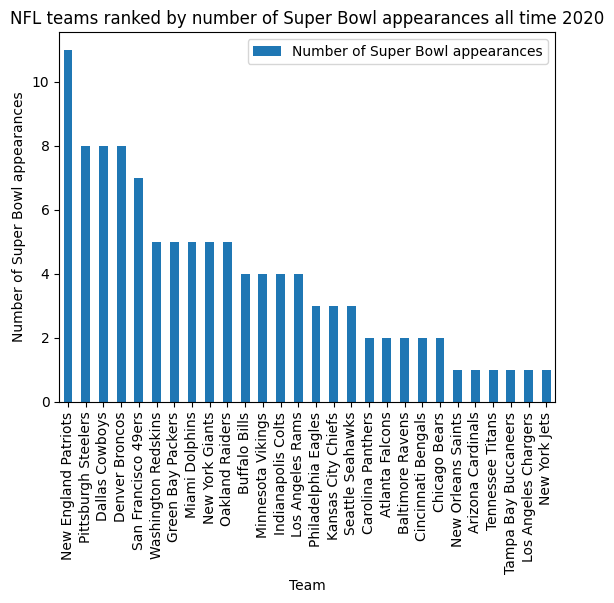 NFL teams ranked by number of Super Bowl appearances all time 2020
Number of Super Bowl appearances
Number of Super Bowl appearances
10
8
6
4
2
0
New England Patriots
Pittsburgh Steelers
Dallas Cowboys
Denver Broncos
San Francisco 49ers
Washington Redskins
Green Bay Packers
Miami Dolphins
New York Giants
Oakland Raiders
Buffalo Bills
Minnesota Vikings
Indianapolis Colts
Los Angeles Rams
Philadelphia Eagles
Kansas City Chiefs
Seattle Seahawks
Carolina Panthers
Atlanta Falcons
Baltimore Ravens
Cincinnati Bengals
Chicago Bears
New Orleans Saints
Arizona Cardinals
Tennessee Titans
Tampa Bay Buccaneers
Los Angeles Chargers
New York Jets
Team